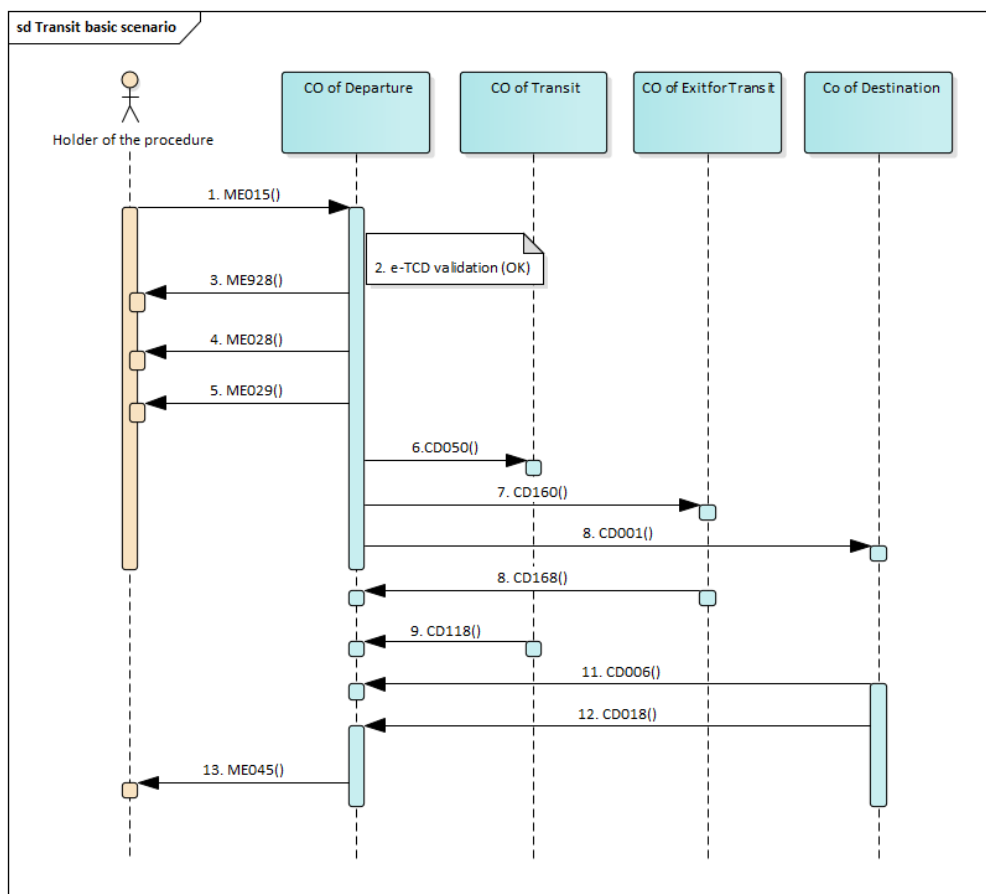 sd Transit basic scenario
CO of Departure
CO of Transit
CO of ExitforTransit
Co of Destination
Holder of the procedure
1. ME015()
2. e-TCD validation (OK)
3. ME928()
4. ME028()
5. ME029()
6.CD050()
7. CD160()
8. CD001()
8. CD168()
9. CD118()
11. CD006()
12. CD018()
13. ME045()